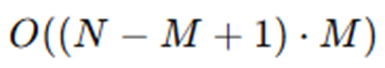 O((N − M + 1) · M)